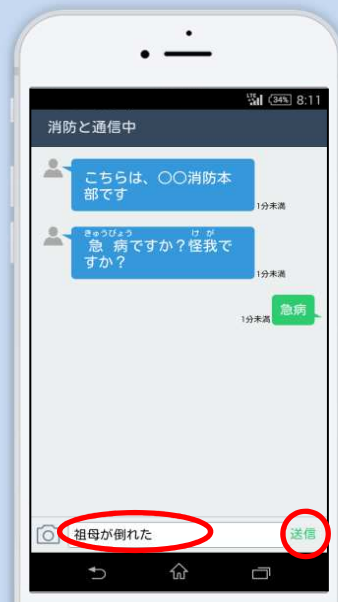 LTE 34% 8:11
消防と通信中
こちらは、〇〇消防本
部です
1分未満
きゅうびょう けが
急 病ですか？怪我で
すか？
1分未満
急病
1分未満
祖母が倒れた 送信